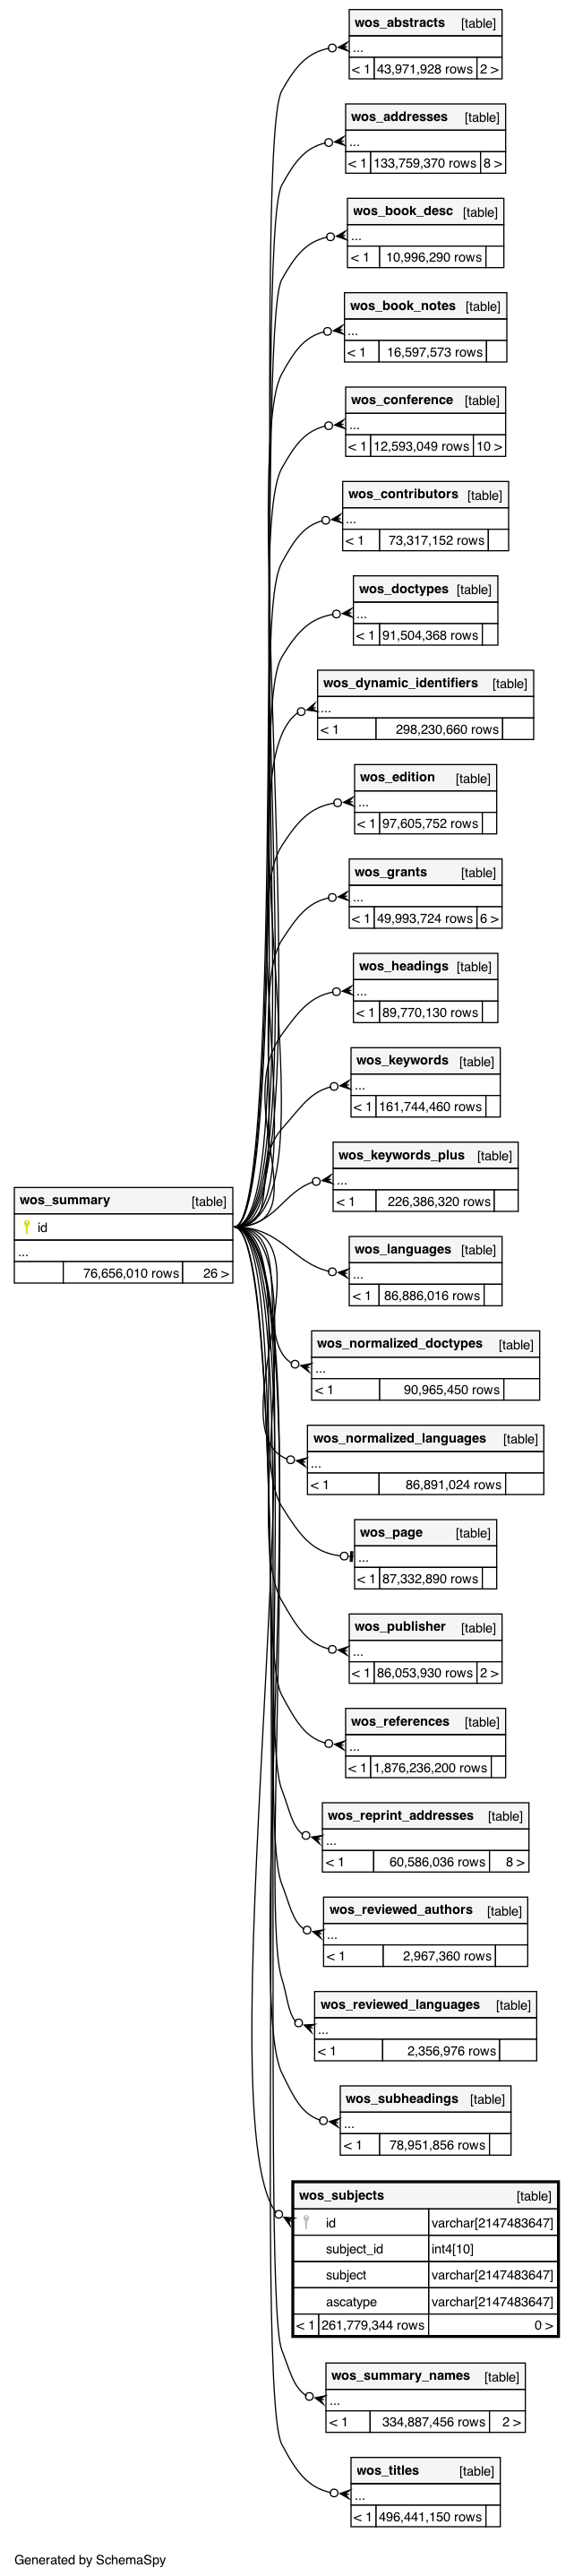 wos_abstracts [table]
...
< 1 43,971,928 rows 2 >
wos_addresses [table]
...
< 1 133,759,370 rows 8 >
wos_book_desc [table]
...
< 1 10,996,290 rows
wos_book_notes [table]
...
< 1 16,597,573 rows
wos_conference [table]
...
< 1 12,593,049 rows 10 >
wos_contributors [table]
...
< 1 73,317,152 rows
wos_doctypes [table]
...
< 1 91,504,368 rows
wos_dynamic_identifiers [table]
...
< 1 298,230,660 rows
wos_edition [table]
...
< 1 97,605,752 rows
wos_grants [table]
...
< 1 49,993,724 rows 6 >
wos_headings [table]
...
< 1 89,770,130 rows
wos_keywords [table]
...
< 1 161,744,460 rows
wos_keywords_plus [table]
...
< 1 226,386,320 rows
wos_summary [table]
id
...
76,656,010 rows 26 >
wos_languages [table]
...
< 1 86,886,016 rows
wos_normalized_doctypes [table]
...
< 1 90,965,450 rows
wos_normalized_languages [table]
...
< 1 86,891,024 rows
wos_page [table]
...
< 1 87,332,890 rows
wos_publisher [table]
...
< 1 86,053,930 rows 2 >
wos_references [table]
...
< 1 1,876,236,200 rows
wos_reprint_addresses [table]
...
< 1 60,586,036 rows 8 >
wos_reviewed_authors [table]
...
< 1 2,967,360 rows
wos_reviewed_languages [table]
...
< 1 2,356,976 rows
wos_subheadings [table]
...
< 1 78,951,856 rows
wos_subjects [table]
id varchar[2147483647]
subject_id int4[10]
subject varchar[2147483647]
ascatype varchar[2147483647]
< 1 261,779,344 rows 0 >
wos_summary_names [table]
...
< 1 334,887,456 rows 2 >
wos_titles [table]
...
< 1 496,441,150 rows
Generated by SchemaSpy